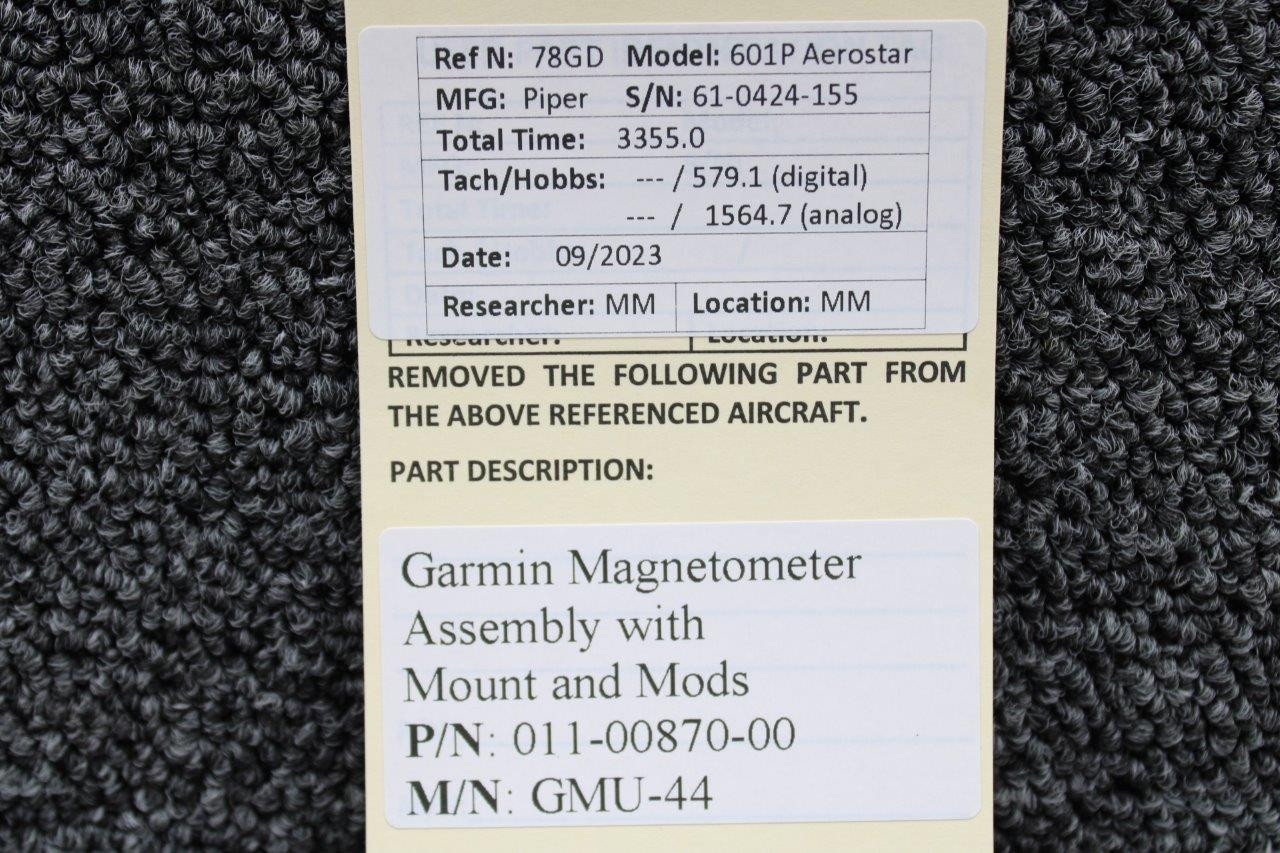 Ref N: 78GD Model: 601P Aerostar
MFG: Piper S/N: 61-0424-155
Total Time: 3355.0
Tach/Hobbs: --- / 579.1 (digital)
--- / 1564.7 (analog)
Date: 09/2023
Researcher: MM Location: MM
Researcher: Location:
REMOVED THE FOLLOWING PART FROM
THE ABOVE REFERENCED AIRCRAFT.
PART DESCRIPTION:
Garmin Magnetometer
Assembly with
Mount and Mods
P/N: 011-00870-00
M/N: GMU-44